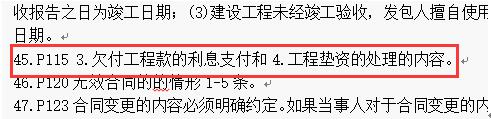 收报告之日为竣工日期；(3)建设工程未经竣工验收，发包人擅自使用
日期。
45.P115 3.欠付工程款的利息支付和 4.工程垫资的处理的内容。
46.P120 无效合同的的情形 1-5 条。
47.P123 合同变更的内容必须明确约定。如果当事人对于合同变更的内